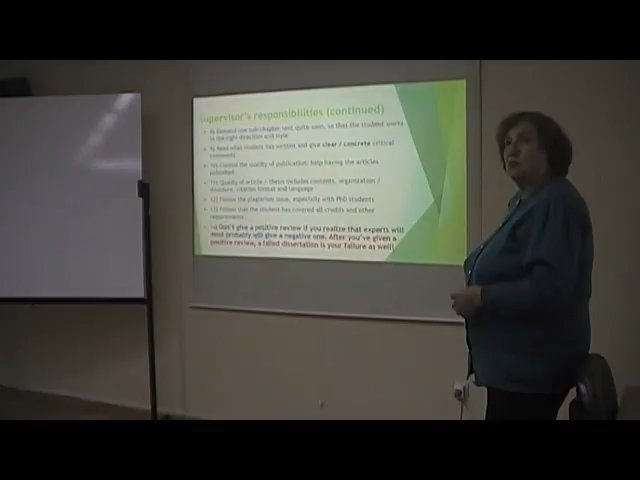 Supervisor's responsibilities (continued)
8) Demand one sub-chapter sent quite soon, so that the student works
in the right direction and style
9) Read what student has written and give clear / concrete critical
comments
10) Control the quality of publication; help having the articles
published
11) Quality of article / thesis includes contents, organization /
structure, citation format and language
12) Follow the plagiarism issue, especially with PhD students
13) Follow that the student has covered all credits and other
requirements
14) Don't give a positive review if you realize that experts will
probably will give a negative one. After you've given a
positive review, a failed dissertation is your failure as well!